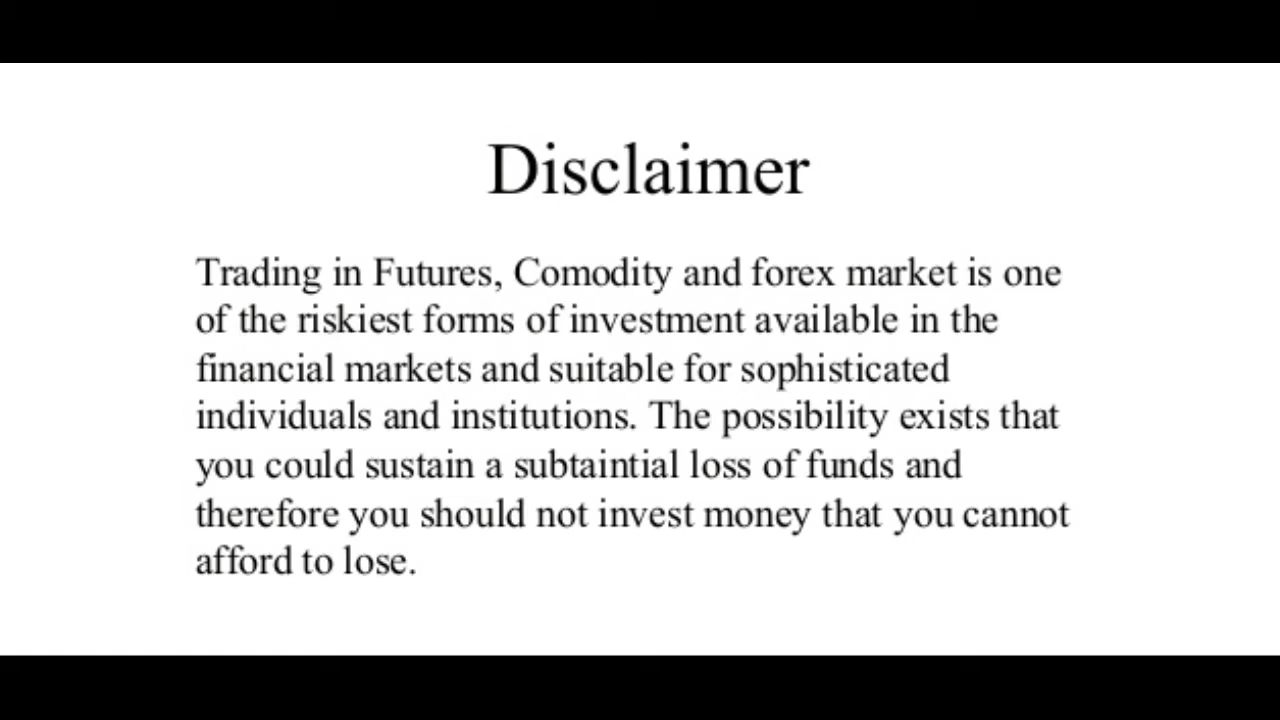 Disclaimer
Trading in Futures, Comodity and forex market is one
of the riskiest forms of investment available in the
financial markets and suitable for sophisticated
individuals and institutions. The possibility exists that
you could sustain a subtaintial loss of funds and
therefore you should not invest money that you cannot
afford to lose.